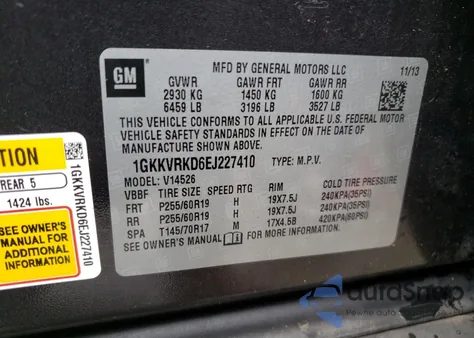 GM
MFD BY GENERAL MOTORS LLC 11/13
GVWR GAWR FRT GAWR RR
2930 KG 1450 KG 1600 KG
6459 LB 3196 LB 3527 LB
THIS VEHICLE CONFORMS TO ALL APPLICABLE U.S. FEDERAL MOTOR
VEHICLE SAFETY STANDARDS IN EFFECT ON THE DATE OF
MANUFACTURE SHOWN ABOVE.
1GKKVRKD6EJ227410 TYPE: M.P.V.
MODEL: V14526
VBBF TIRE SIZE SPEED RTG RIM COLD TIRE PRESSURE
FRT P255/60R19 H 19X7.5J 240KPA(35PSI)
RR P255/60R19 H 19X7.5J 240KPA(35PSI)
SPA T145/70R17 M 17X4.5B 420KPA(60PSI)
SEE OWNER'S MANUAL FOR MORE INFORMATION.
ATION
REAR 5
1424 lbs.
SEE OWNER'S
MANUAL FOR
ADDITIONAL
INFORMATION
1GKKVRKD6EJ227410
autoSnap